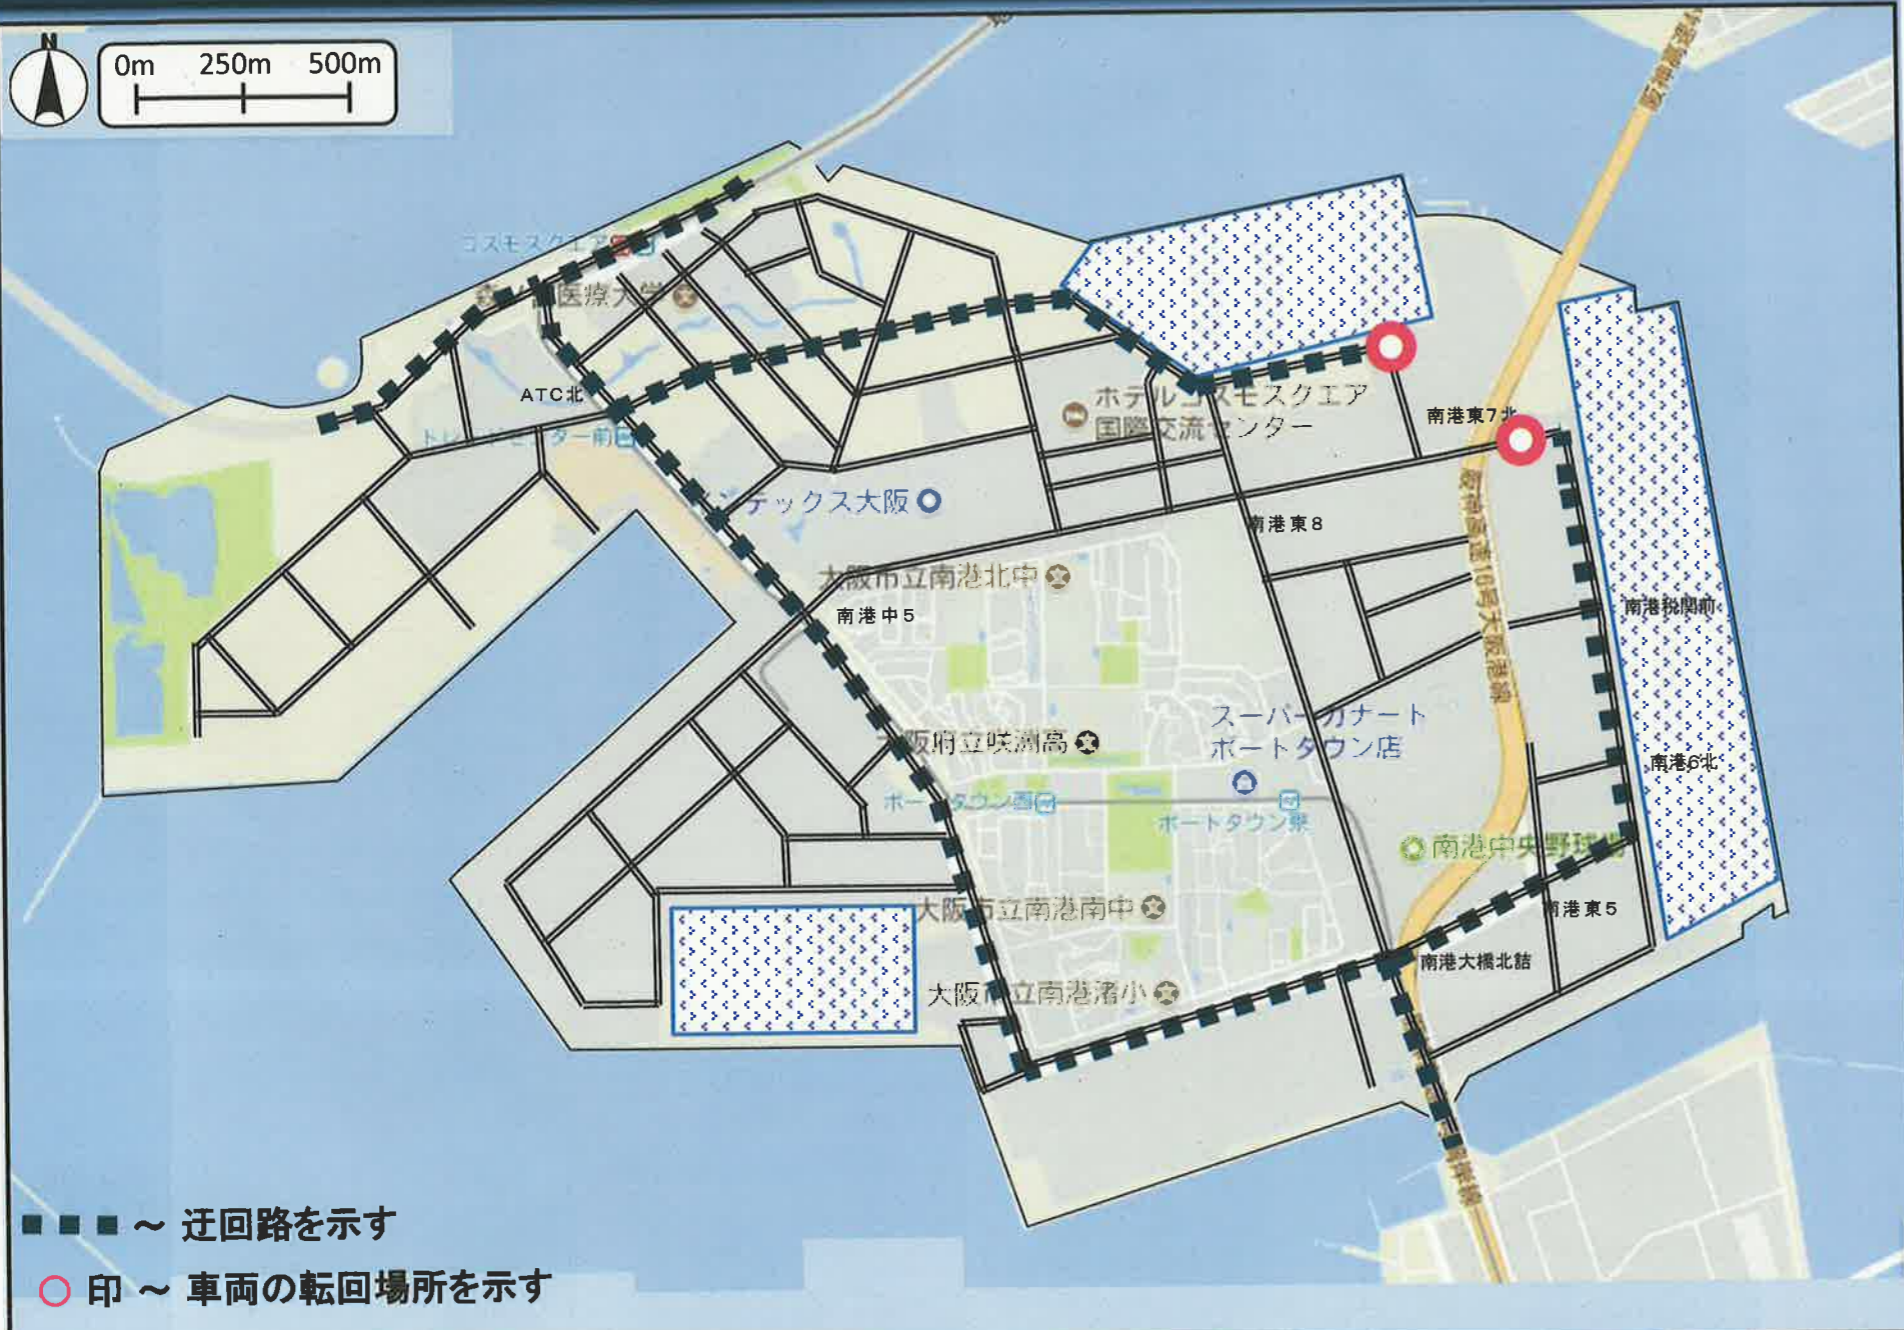 N
0m 250m 500m
阪神高速
コスモスクエア
医療大学
ATC北
トレードセンター前
ホテルコスモスクエア
国際交流センター
南港東7北
テックス大阪
南港東8
阪神高速16号大阪港線
大阪市立南港北中
南港中5
南港税関前
大阪府立咲洲高
スーパーガナート
ポートタウン店
南港6北
ポートタウン西
ポートタウン東
南港中央野球場
大阪市立南港南中
南港東5
南港大橋北詰
大阪市立南港渚小
~ 迂回路を示す
○ 印 ~ 車両の転回場所を示す